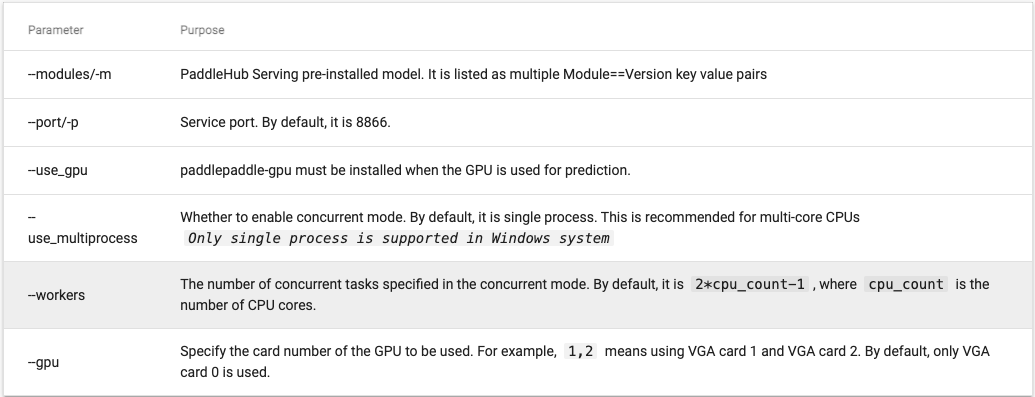 Parameter Purpose
--modules/-m PaddleHub Serving pre-installed model. It is listed as multiple Module==Version key value pairs
--port/-p Service port. By default, it is 8866.
--use_gpu paddlepaddle-gpu must be installed when the GPU is used for prediction.
-- Whether to enable concurrent mode. By default, it is single process. This is recommended for multi-core CPUs
use_multiprocess Only single process is supported in Windows system
--workers The number of concurrent tasks specified in the concurrent mode. By default, it is 2*cpu_count-1 , where cpu_count is the
number of CPU cores.
--gpu Specify the card number of the GPU to be used. For example, 1,2 means using VGA card 1 and VGA card 2. By default, only VGA
card 0 is used.